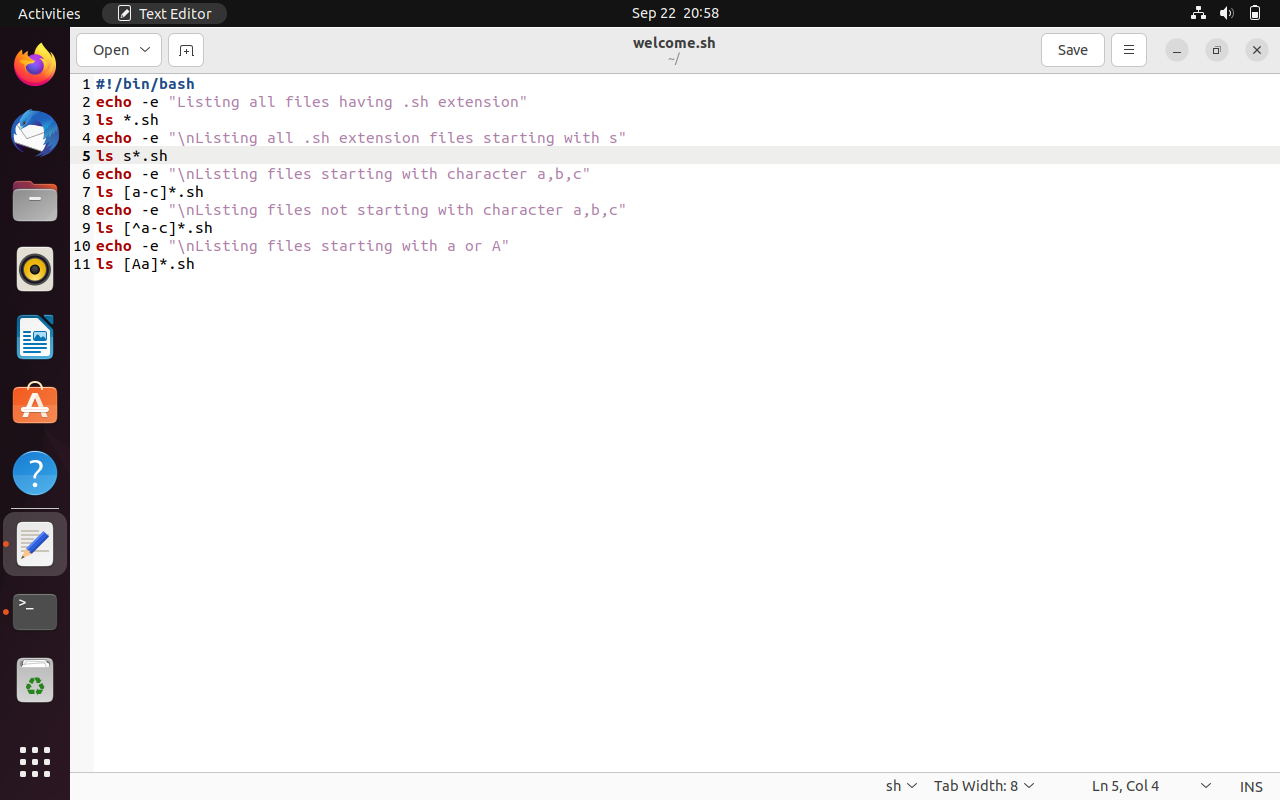 Activities Text Editor Sep 22 20:58
Open welcome.sh Save
~/
1 #!/bin/bash
2 echo -e "Listing all files having .sh extension"
3 ls *.sh
4 echo -e "\nListing all .sh extension files starting with s"
5 ls s*.sh
6 echo -e "\nListing files starting with character a,b,c"
7 ls [a-c]*.sh
8 echo -e "\nListing files not starting with character a,b,c"
9 ls [^a-c]*.sh
10 echo -e "\nListing files starting with a or A"
11 ls [Aa]*.sh
sh Tab Width: 8 Ln 5, Col 4 INS